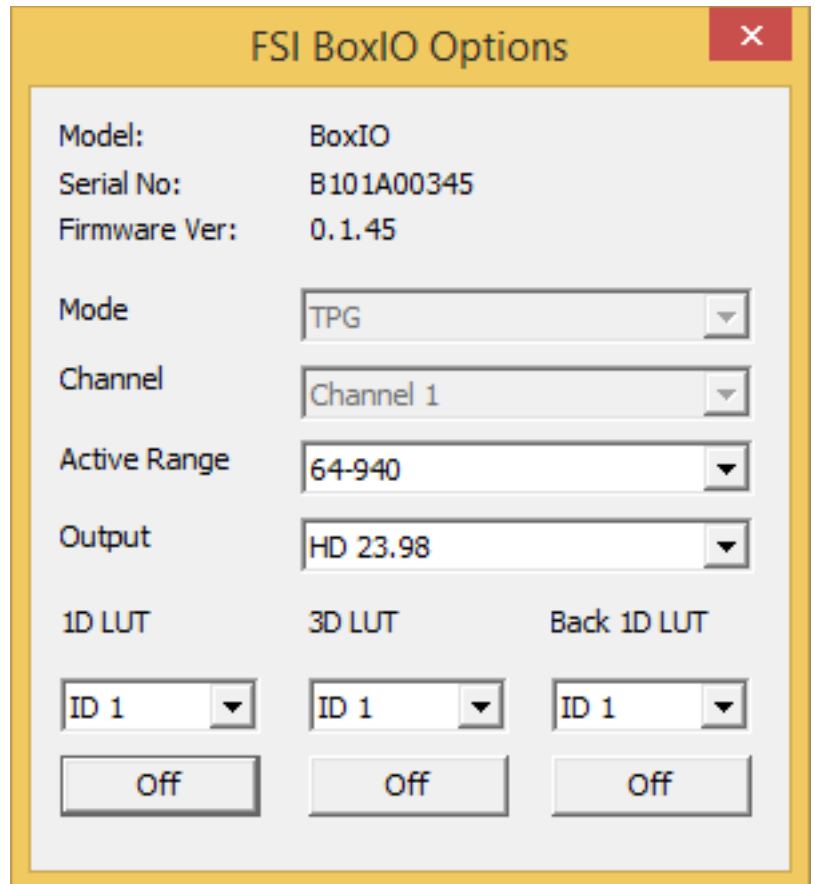 FSI BoxIO Options
Model: BoxIO
Serial No: B101A00345
Firmware Ver: 0.1.45
Mode TPG
Channel Channel 1
Active Range 64-940
Output HD 23.98
1D LUT 3D LUT Back 1D LUT
ID 1 ID 1 ID 1
Off Off Off